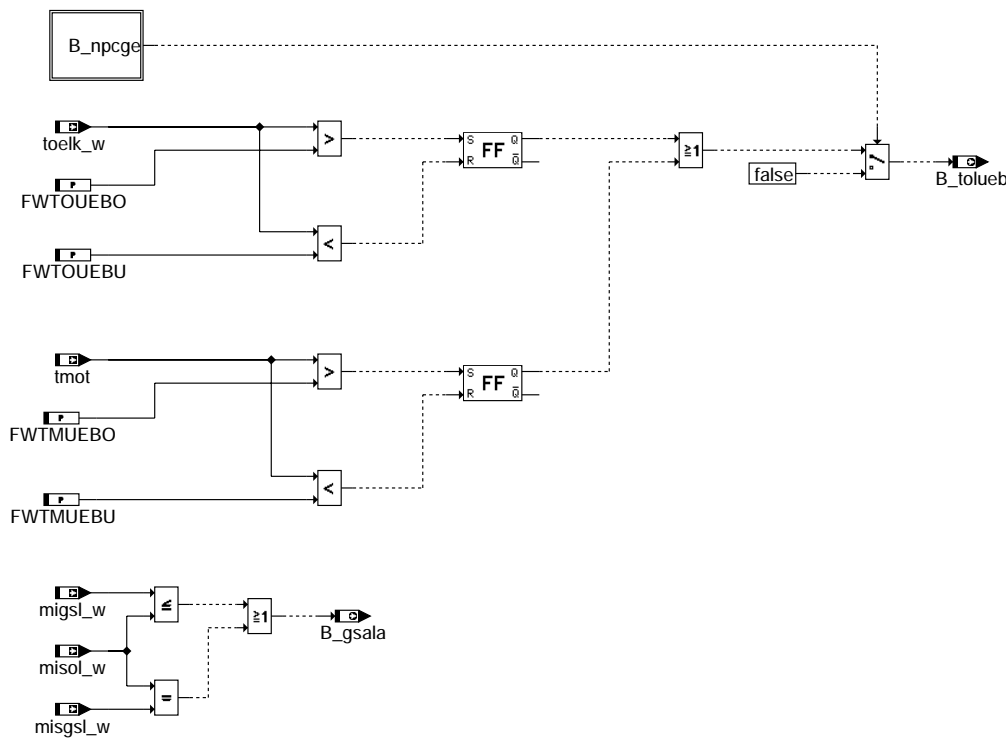 B_npcge
toelk_w
>
S
Q
FF
R
Q
≥1
false
B_tolueb
P
FWTOUEBO
<
P
FWTOUEBU
tmot
>
S
Q
FF
R
Q
P
FWTMUEBO
<
P
FWTMUEBU
migsl_w
≤
≥1
B_gsala
misol_w
=
misgsl_w